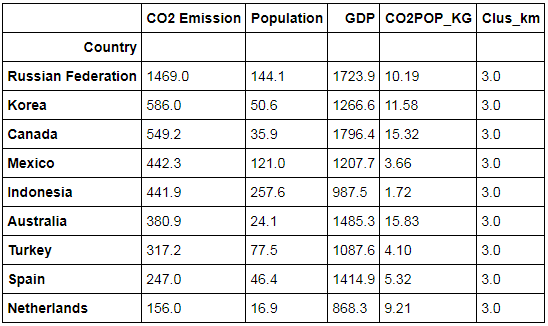 CO2 Emission Population GDP CO2POP_KG Clus_km
Country
Russian Federation 1469.0 144.1 1723.9 10.19 3.0
Korea 586.0 50.6 1266.6 11.58 3.0
Canada 549.2 35.9 1796.4 15.32 3.0
Mexico 442.3 121.0 1207.7 3.66 3.0
Indonesia 441.9 257.6 987.5 1.72 3.0
Australia 380.9 24.1 1485.3 15.83 3.0
Turkey 317.2 77.5 1087.6 4.10 3.0
Spain 247.0 46.4 1414.9 5.32 3.0
Netherlands 156.0 16.9 868.3 9.21 3.0